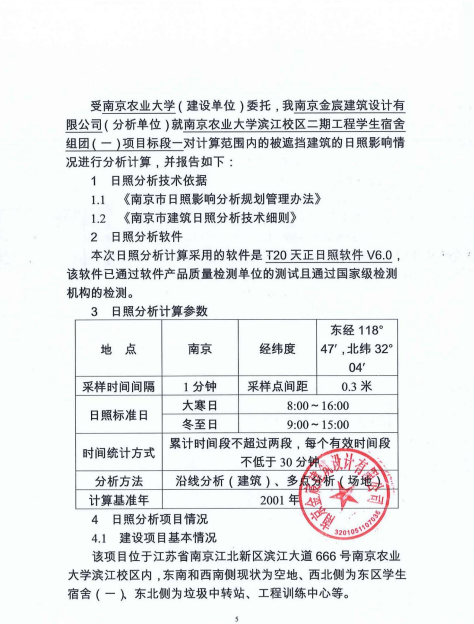 受南京农业大学（建设单位）委托，我南京金宸建筑设计有
限公司（分析单位）就南京农业大学滨江校区二期工程学生宿舍
组团（一）项目标段一对计算范围内的被遮挡建筑的日照影响情
况进行分析计算，并报告如下：
1 日照分析技术依据
1.1 《南京市日照影响分析规划管理办法》
1.2 《南京市建筑日照分析技术细则》
2 日照分析软件
本次日照分析计算采用的软件是 T20 天正日照软件 V6.0，
该软件已通过软件产品质量检测单位的测试且通过国家级检测
机构的检测。
3 日照分析计算参数
地 点 南京 经纬度 东经 118°
47′，北纬 32°
04′
采样时间间隔 1 分钟 采样点间距 0.3 米
日照标准日 大寒日 8:00～16:00
冬至日 9:00～15:00
时间统计方式 累计时间段不超过两段，每个有效时间段
不低于 30 分钟
分析方法 沿线分析（建筑）、多点分析（场地）
计算基准年 2001 年
南京金宸建筑设计有限公司
3201051107035
4 日照分析项目情况
4.1 建设项目基本情况
该项目位于江苏省南京江北新区滨江大道 666 号南京农业
大学滨江校区内，东南和西南侧现状为空地、西北侧为东区学生
宿舍（一）、东北侧为垃圾中转站、工程训练中心等。
5